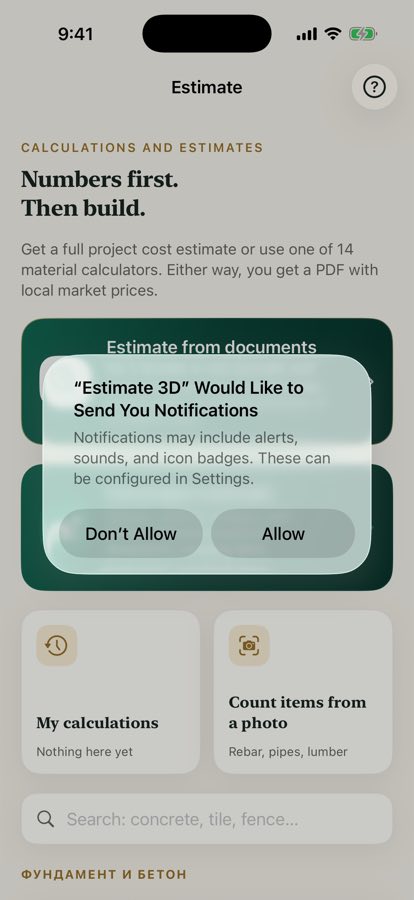 9:41
Estimate
CALCULATIONS AND ESTIMATES
Numbers first.
Then build.
Get a full project cost estimate or use one of 14
material calculators. Either way, you get a PDF with
local market prices.
Estimate from documents
“Estimate 3D” Would Like to
Send You Notifications
Notifications may include alerts,
sounds, and icon badges. These can
be configured in Settings.
Don’t Allow
Allow
My calculations
Nothing here yet
Count items from
a photo
Rebar, pipes, lumber
Search: concrete, tile, fence...
ФУНДАМЕНТ И БЕТОН